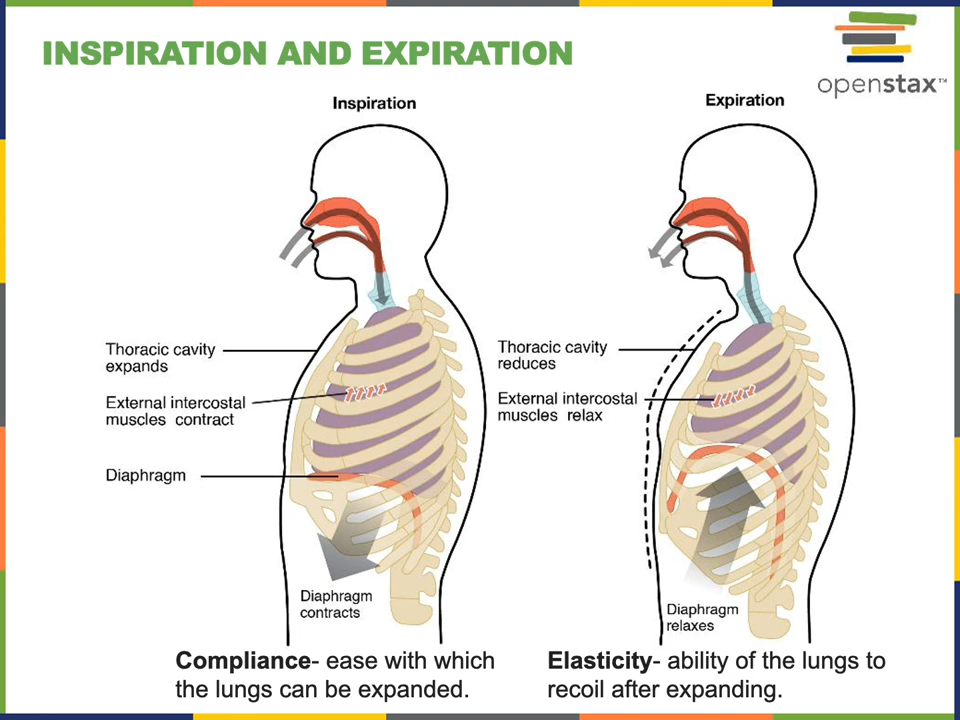 INSPIRATION AND EXPIRATION
openstax™
Inspiration
Thoracic cavity
expands
External intercostal
muscles contract
Diaphragm
Diaphragm
contracts
Compliance- ease with which
the lungs can be expanded.
Expiration
Thoracic cavity
reduces
External intercostal
muscles relax
Diaphragm
relaxes
Elasticity- ability of the lungs to
recoil after expanding.